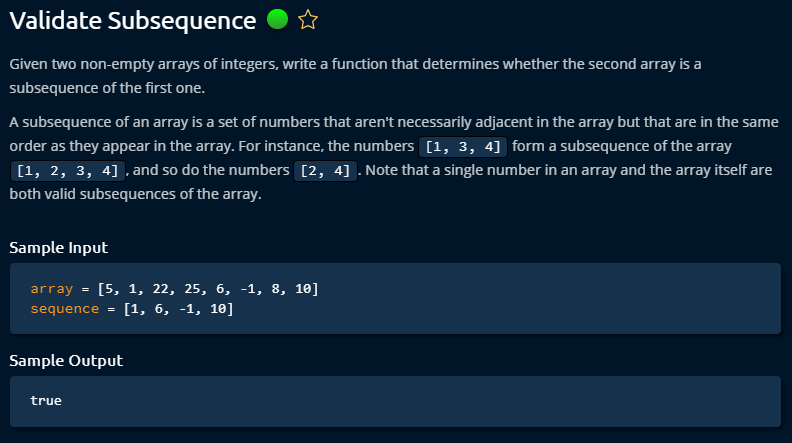 Validate Subsequence
Given two non-empty arrays of integers, write a function that determines whether the second array is a
subsequence of the first one.
A subsequence of an array is a set of numbers that aren't necessarily adjacent in the array but that are in the same
order as they appear in the array. For instance, the numbers [1, 3, 4] form a subsequence of the array
[1, 2, 3, 4] , and so do the numbers [2, 4] . Note that a single number in an array and the array itself are
both valid subsequences of the array.
Sample Input
array = [5, 1, 22, 25, 6, -1, 8, 10]
sequence = [1, 6, -1, 10]
Sample Output
true